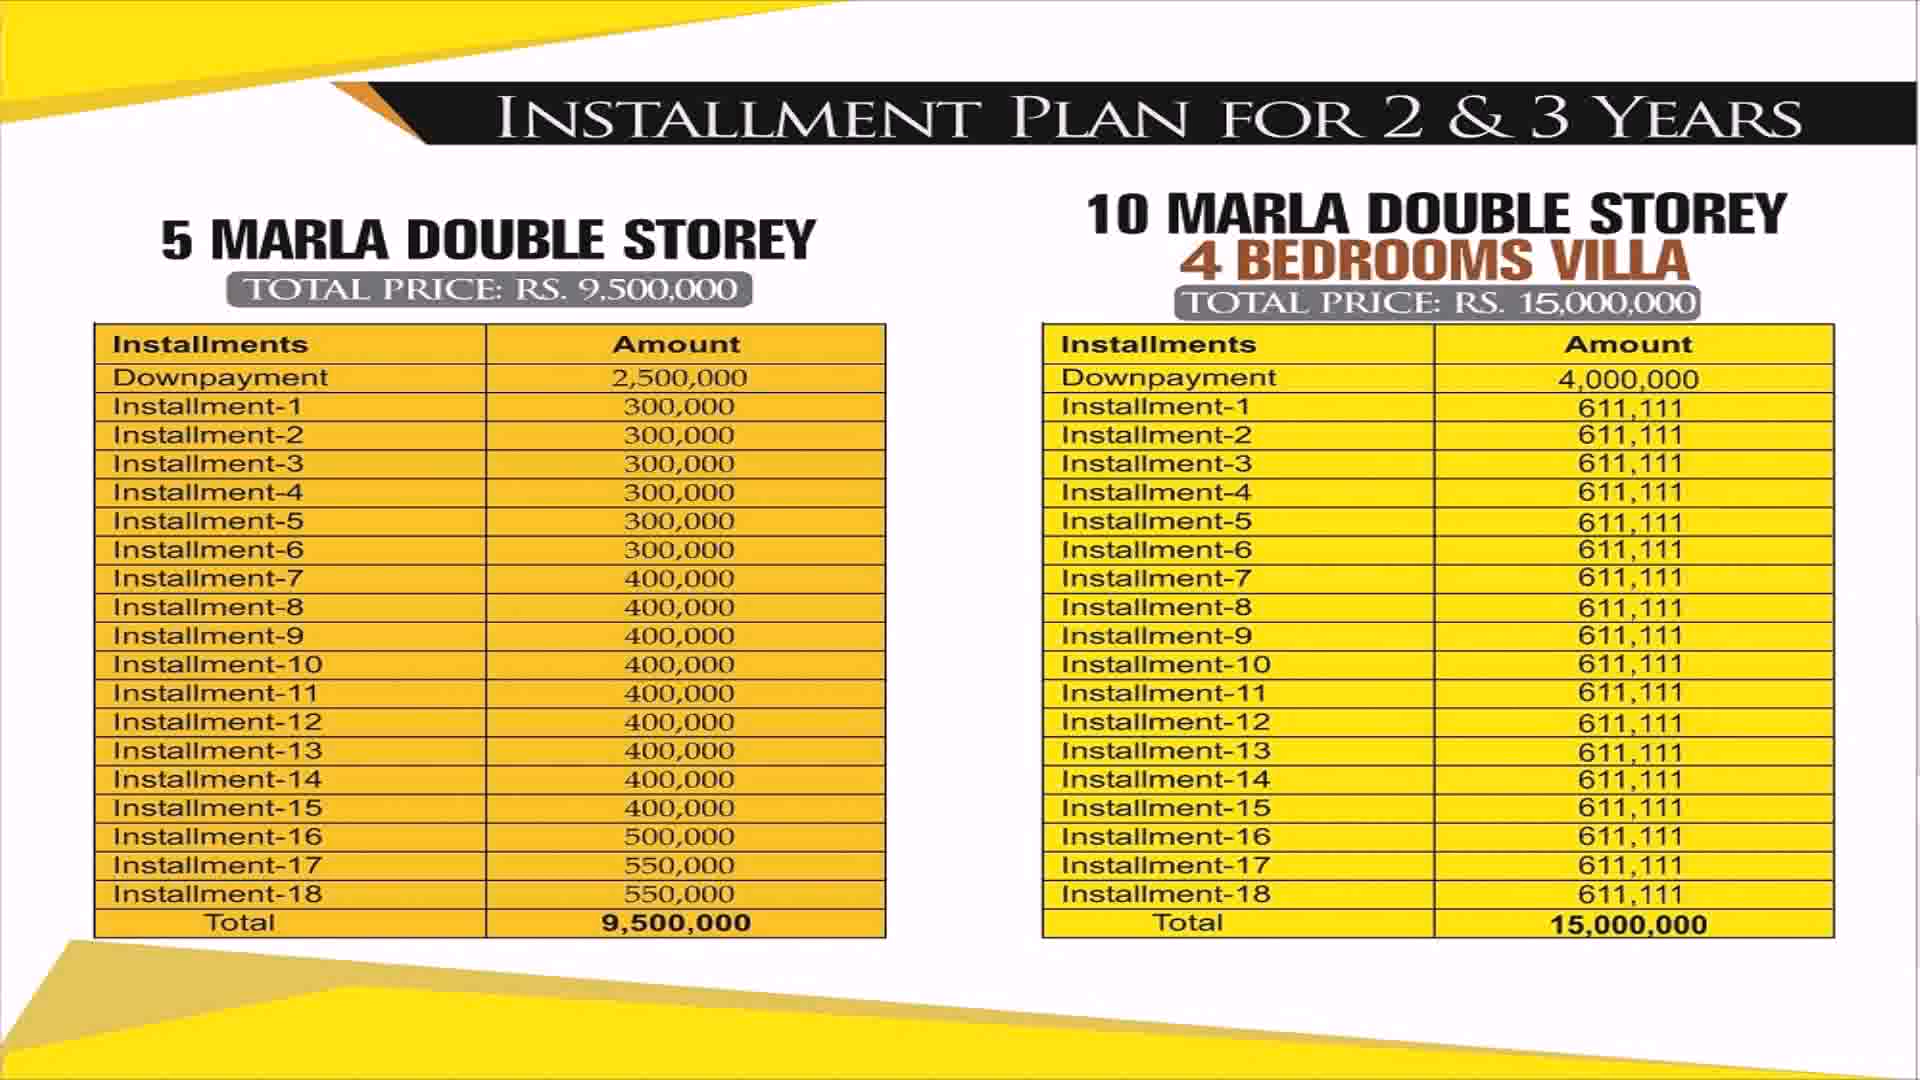 INSTALLMENT PLAN FOR 2 & 3 YEARS
5 MARLA DOUBLE STOREY
TOTAL PRICE: RS. 9,500,000
Installments Amount
Downpayment 2,500,000
Installment-1 300,000
Installment-2 300,000
Installment-3 300,000
Installment-4 300,000
Installment-5 300,000
Installment-6 300,000
Installment-7 400,000
Installment-8 400,000
Installment-9 400,000
Installment-10 400,000
Installment-11 400,000
Installment-12 400,000
Installment-13 400,000
Installment-14 400,000
Installment-15 400,000
Installment-16 500,000
Installment-17 550,000
Installment-18 550,000
Total 9,500,000
10 MARLA DOUBLE STOREY
4 BEDROOMS VILLA
TOTAL PRICE: RS. 15,000,000
Installments Amount
Downpayment 4,000,000
Installment-1 611,111
Installment-2 611,111
Installment-3 611,111
Installment-4 611,111
Installment-5 611,111
Installment-6 611,111
Installment-7 611,111
Installment-8 611,111
Installment-9 611,111
Installment-10 611,111
Installment-11 611,111
Installment-12 611,111
Installment-13 611,111
Installment-14 611,111
Installment-15 611,111
Installment-16 611,111
Installment-17 611,111
Installment-18 611,111
Total 15,000,000